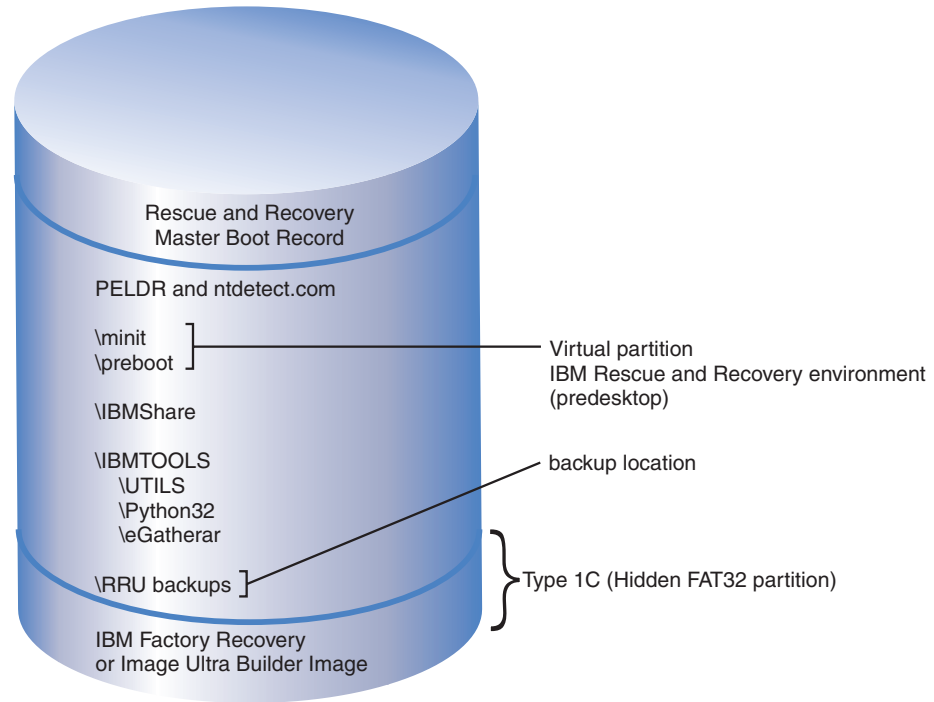 Rescue and Recovery
Master Boot Record
PELDR and ntdetect.com
\minit
\preboot
Virtual partition
IBM Rescue and Recovery environment
(predesktop)
\IBMShare
\IBMTOOLS
\UTILS
\Python32
\eGatherar
backup location
\RRU backups
Type 1C (Hidden FAT32 partition)
IBM Factory Recovery
or Image Ultra Builder Image